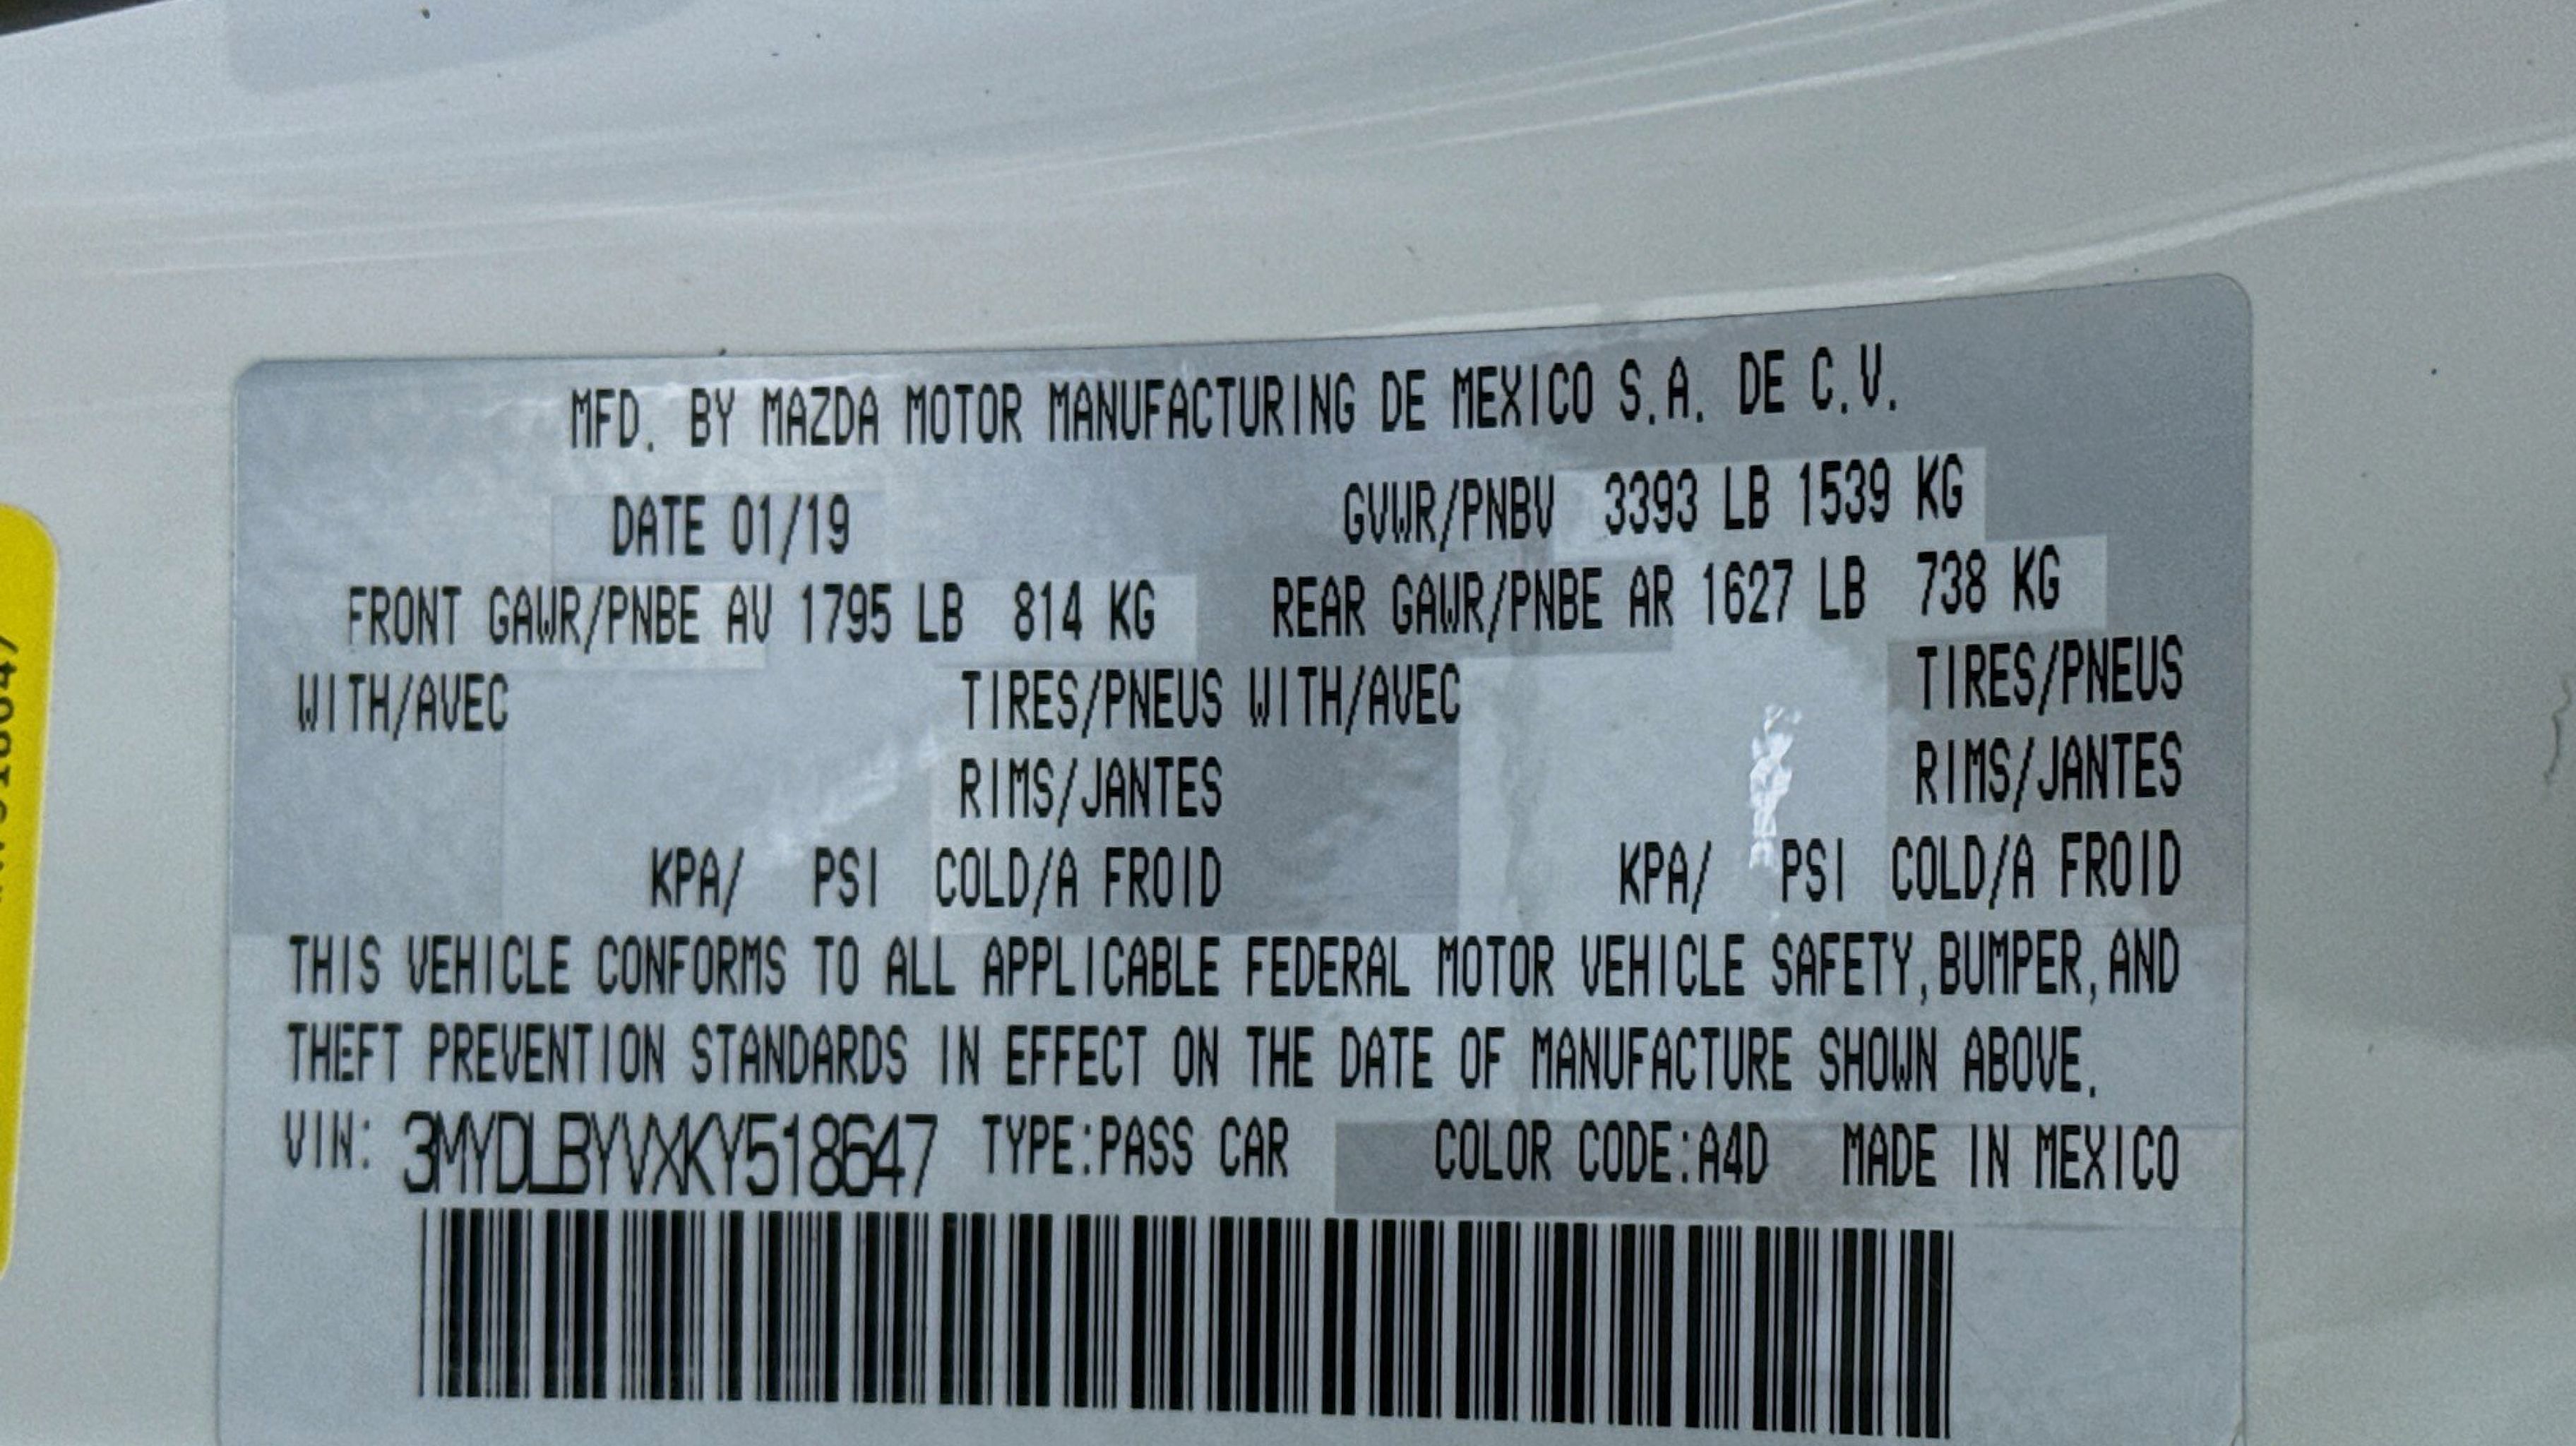 MFD. BY MAZDA MOTOR MANUFACTURING DE MEXICO S.A. DE C.V.
DATE 01/19 GVWR/PNBV 3393 LB 1539 KG
FRONT GAWR/PNBE AV 1795 LB 814 KG REAR GAWR/PNBE AR 1627 LB 738 KG
WITH/AVEC TIRES/PNEUS WITH/AVEC TIRES/PNEUS
RIMS/JANTES RIMS/JANTES
KPA/ PSI COLD/A FROID KPA/ PSI COLD/A FROID
THIS VEHICLE CONFORMS TO ALL APPLICABLE FEDERAL MOTOR VEHICLE SAFETY,BUMPER,AND
THEFT PREVENTION STANDARDS IN EFFECT ON THE DATE OF MANUFACTURE SHOWN ABOVE.
VIN: 3MYDLBYVXKY518647 TYPE:PASS CAR COLOR CODE:A4D MADE IN MEXICO